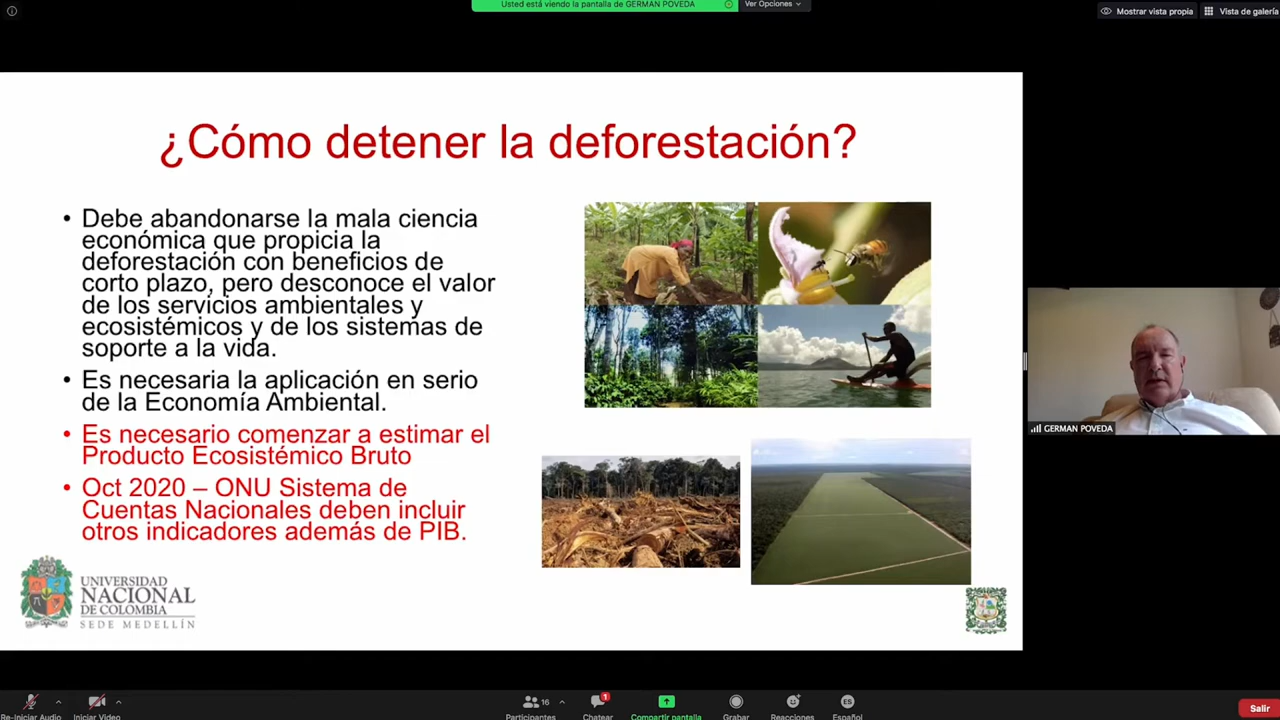 Usted está viendo la pantalla de GERMAN POVEDA
Ver Opciones
Mostrar vista propia
Vista de galería
¿Cómo detener la deforestación?
• Debe abandonarse la mala ciencia
económica que propicia la
deforestación con beneficios de
corto plazo, pero desconoce el valor
de los servicios ambientales y
ecosistémicos y de los sistemas de
soporte a la vida.
• Es necesaria la aplicación en serio
de la Economía Ambiental.
• Es necesario comenzar a estimar el
Producto Ecosistémico Bruto
• Oct 2020 – ONU Sistema de
Cuentas Nacionales deben incluir
otros indicadores además de PIB.
UNIVERSIDAD
NACIONAL
DE COLOMBIA
SEDE MEDELLÍN
GERMAN POVEDA
Re-Iniciar Audio
Iniciar Video
16
Participantes
1
Chatear
Compartir pantalla
Grabar
Reacciones
ES
Español
Salir